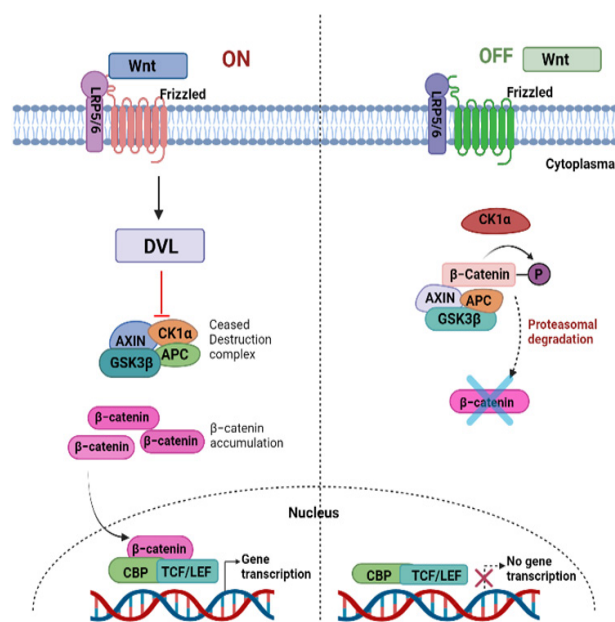 Wnt
ON
LRP5/6
Frizzled
DVL
AXIN
CK1α
GSK3β
APC
Ceased
Destruction
complex
β-catenin
β-catenin
β-catenin
β-catenin
accumulation
β-catenin
CBP
TCF/LEF
Gene
transcription
Nucleus
OFF
Wnt
LRP5/6
Frizzled
Cytoplasma
CK1α
β-Catenin
P
AXIN
APC
GSK3β
Proteasomal
degradation
β-catenin
CBP
TCF/LEF
No gene
transcription